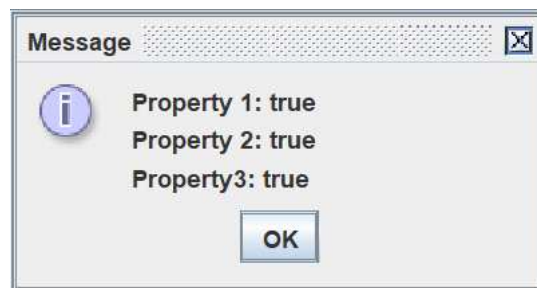 Message
Property 1: true
Property 2: true
Property3: true
OK